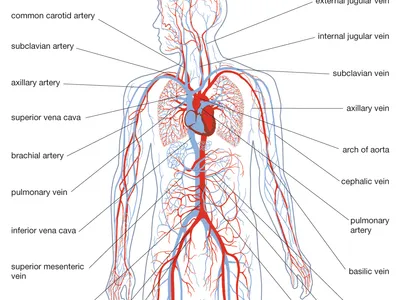 common carotid artery
subclavian artery
axillary artery
superior vena cava
brachial artery
pulmonary vein
inferior vena cava
superior mesenteric
vein
external jugular vein
internal jugular vein
subclavian vein
axillary vein
arch of aorta
cephalic vein
pulmonary
artery
basilic vein